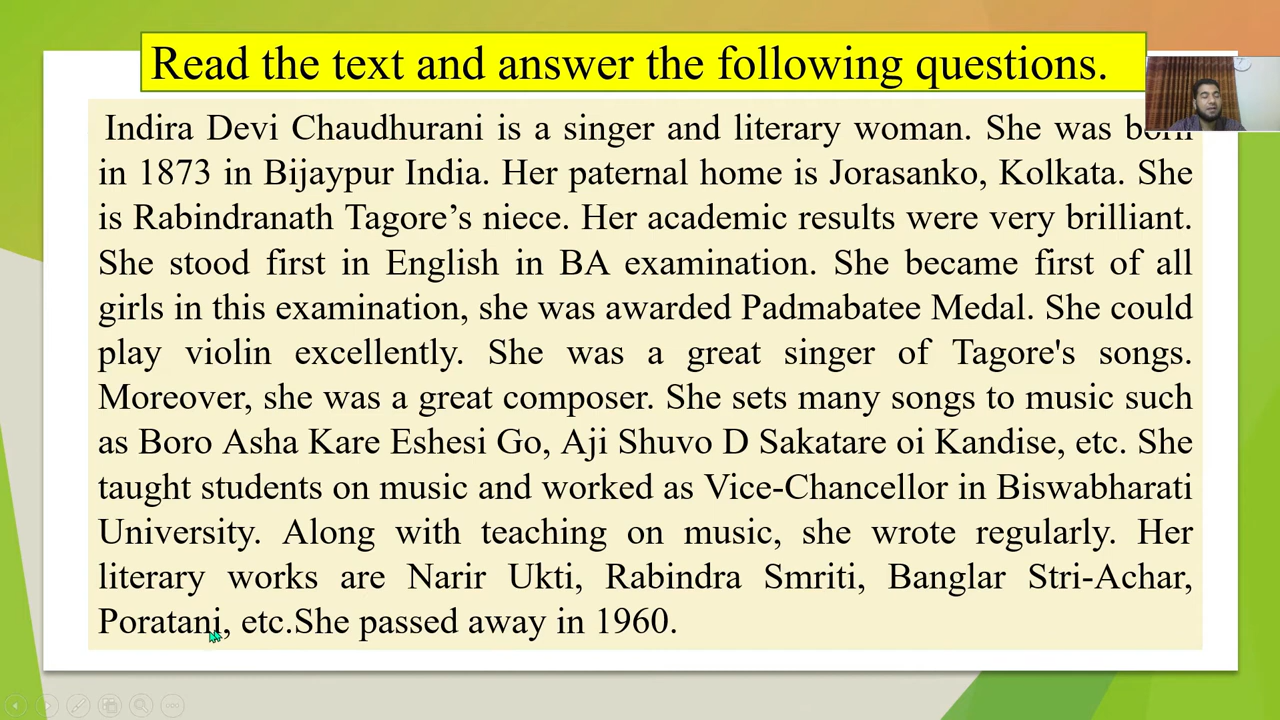 Read the text and answer the following questions.
Indira Devi Chaudhurani is a singer and literary woman. She was born
in 1873 in Bijaypur India. Her paternal home is Jorasanko, Kolkata. She
is Rabindranath Tagore’s niece. Her academic results were very brilliant.
She stood first in English in BA examination. She became first of all
girls in this examination, she was awarded Padmabatee Medal. She could
play violin excellently. She was a great singer of Tagore's songs.
Moreover, she was a great composer. She sets many songs to music such
as Boro Asha Kare Eshesi Go, Aji Shuvo D Sakatare oi Kandise, etc. She
taught students on music and worked as Vice-Chancellor in Biswabharati
University. Along with teaching on music, she wrote regularly. Her
literary works are Narir Ukti, Rabindra Smriti, Banglar Stri-Achar,
Poratani, etc.She passed away in 1960.